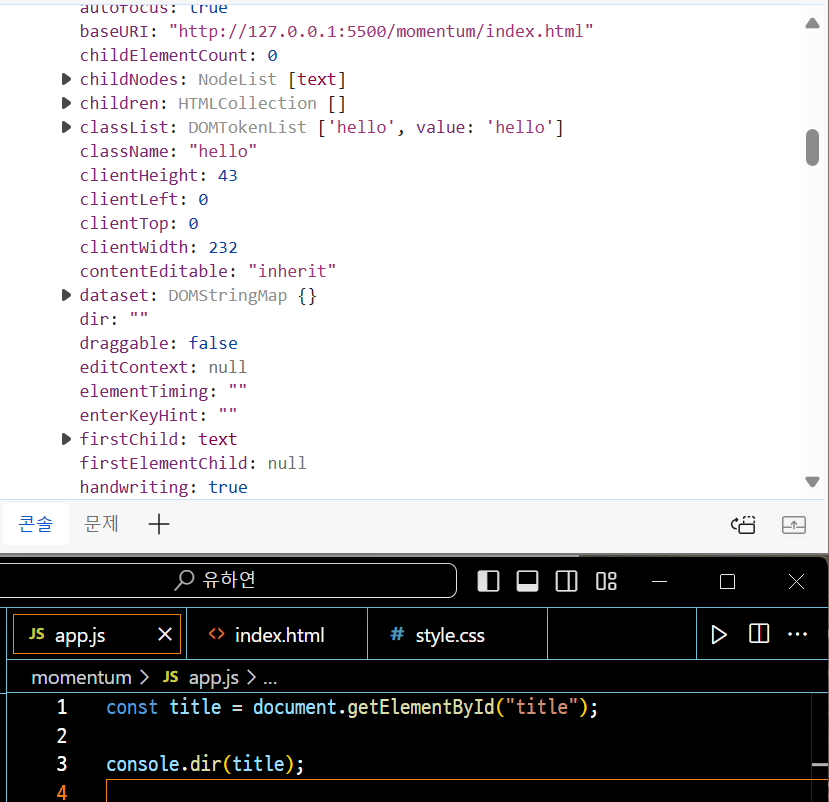 autofocus: true
baseURI: "http://127.0.0.1:5500/momentum/index.html"
childElementCount: 0
childNodes: NodeList [text]
children: HTMLCollection []
classList: DOMTokenList ['hello', value: 'hello']
className: "hello"
clientHeight: 43
clientLeft: 0
clientTop: 0
clientWidth: 232
contentEditable: "inherit"
dataset: DOMStringMap {}
dir: ""
draggable: false
editContext: null
elementTiming: ""
enterKeyHint: ""
firstChild: text
firstElementChild: null
handwriting: true
콘솔 문제
유하연
JS app.js <> index.html # style.css
momentum > JS app.js > ...
1 const title = document.getElementById("title");
2
3 console.dir(title);
4